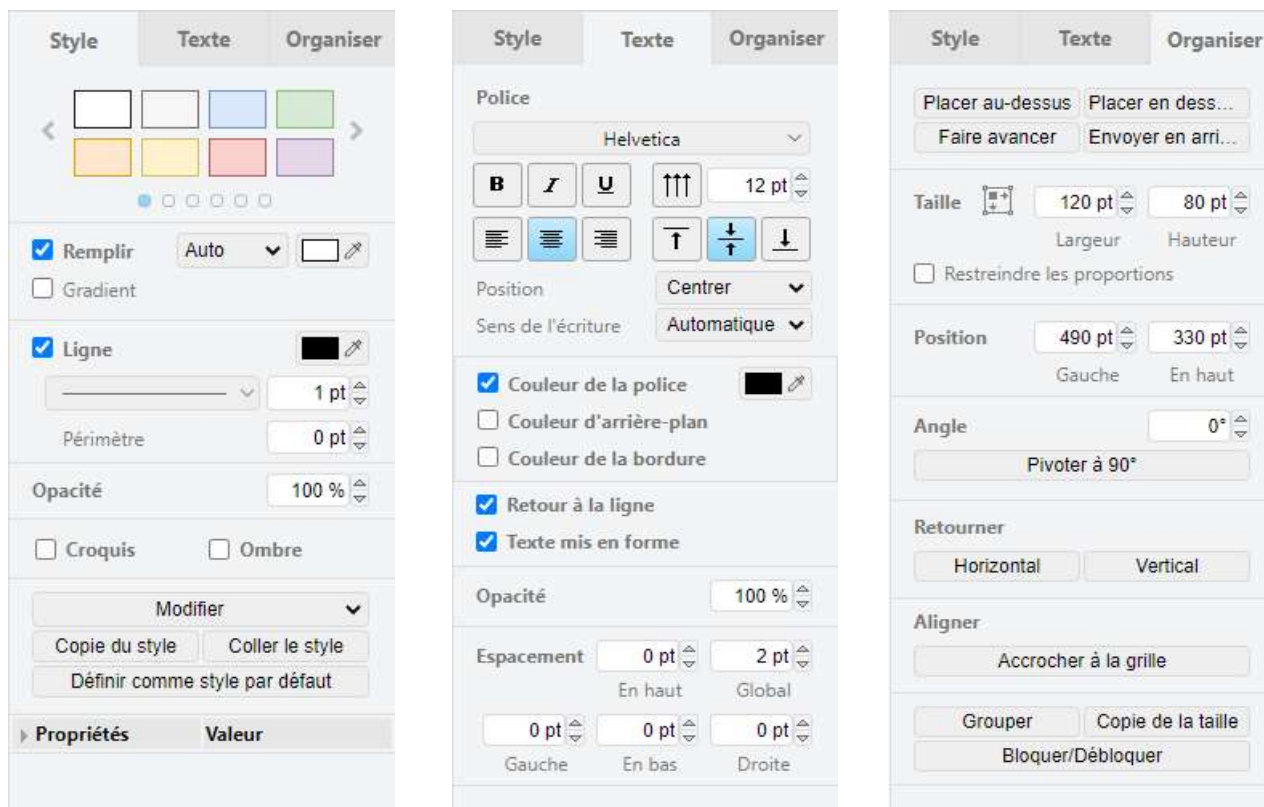 Style Texte Organiser
Remplir Auto
Gradient
Ligne
1 pt
Périmètre 0 pt
Opacité 100 %
Croquis Ombre
Modifier
Copie du style Coller le style
Définir comme style par défaut
Propriétés Valeur
Style Texte Organiser
Police
Helvetica
B I U 12 pt
Position Centrer
Sens de l'écriture Automatique
Couleur de la police
Couleur d'arrière-plan
Couleur de la bordure
Retour à la ligne
Texte mis en forme
Opacité 100 %
Espacement 0 pt 2 pt
En haut Global
0 pt 0 pt 0 pt
Gauche En bas Droite
Style Texte Organiser
Placer au-dessus Placer en dess...
Faire avancer Envoyer en arri...
Taille 120 pt 80 pt
Largeur Hauteur
Restreindre les proportions
Position 490 pt 330 pt
Gauche En haut
Angle 0°
Pivoter à 90°
Retourner
Horizontal Vertical
Aligner
Accrocher à la grille
Grouper Copie de la taille
Bloquer/Débloquer